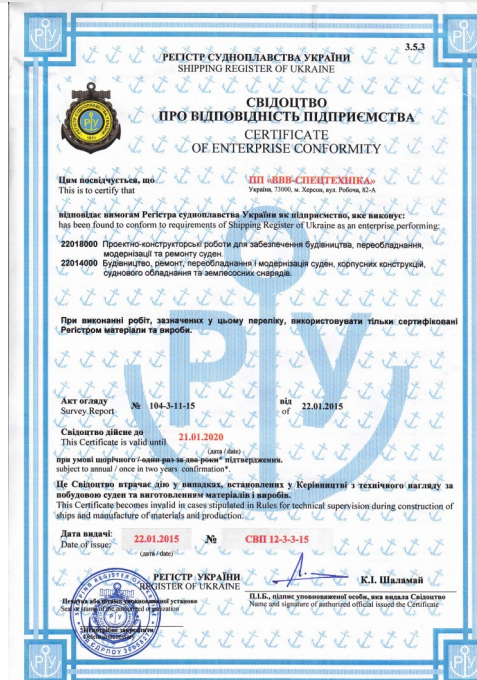 3.5.3
РЕГІСТР СУДНОПЛАВСТВА УКРАЇНИ
SHIPPING REGISTER OF UKRAINE
СВІДОЦТВО
ПРО ВІДПОВІДНІСТЬ ПІДПРИЄМСТВА
CERTIFICATE
OF ENTERPRISE CONFORMITY
Цим посвідчується, що
ПП «ВВВ-СПЕЦТЕХНІКА»
This is to certify that
Україна, 73000, м. Херсон, вул. Робоча, 82-А
відповідає вимогам Регістра судноплавства України як підприємство, яке виконує:
has been found to conform to requirements of Shipping Register of Ukraine as an enterprise performing:
22018000 Проектно-конструкторські роботи для забезпечення будівництва, переобладнання,
модернізації та ремонту суден.
22014000 Будівництво, ремонт, переобладнання і модернізація суден, корпусних конструкцій,
суднового обладнання та землесосних снарядів.
При виконанні робіт, зазначених у цьому переліку, використовувати тільки сертифіковані
Регістром матеріали та вироби.
РУ
Акт огляду № 104-3-11-15 від 22.01.2015
Survey Report of
Свідоцтво дійсне до
This Certificate is valid until 21.01.2020
(дата / date)
при умові щорічного / один раз за два роки* підтвердження.
subject to annual / once in two years confirmation*.
Це Свідоцтво втрачає дію у випадках, встановлених у Керівництві з технічного нагляду за
побудовою суден та виготовленням матеріалів і виробів.
This Certificate becomes invalid in cases stipulated in Rules for technical supervision during construction of
ships and manufacture of materials and production.
Дата видачі:
Date of issue: 22.01.2015 № СВП 12-3-3-15
(дата / date)
РЕГІСТР УКРАЇНИ
REGISTER OF UKRAINE
К.І. Шаламай
П.І.Б., підпис уповноваженої особи, яка видала Свідоцтво
Name and signature of authorized official issued the Certificate